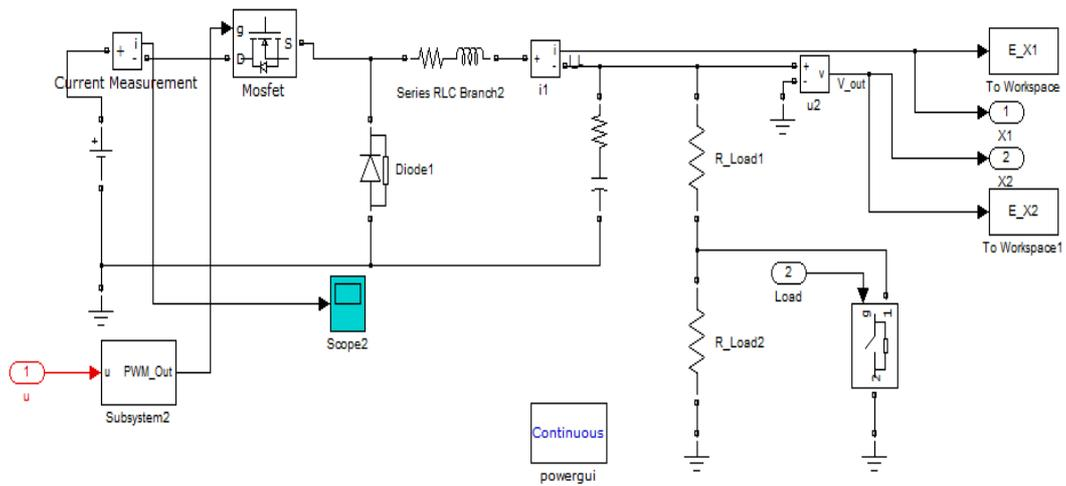 g
S
D
Mosfet
+
i
-
Current Measurement
+
Series RLC Branch2
+
i
-
i1
I_L
+
-
v
u2
V_out
E_X1
To Workspace
1
X1
2
X2
E_X2
To Workspace1
Diode1
R_Load1
2
Load
g
1
2
Scope2
R_Load2
1
u
u
PWM_Out
Subsystem2
Continuous
powergui